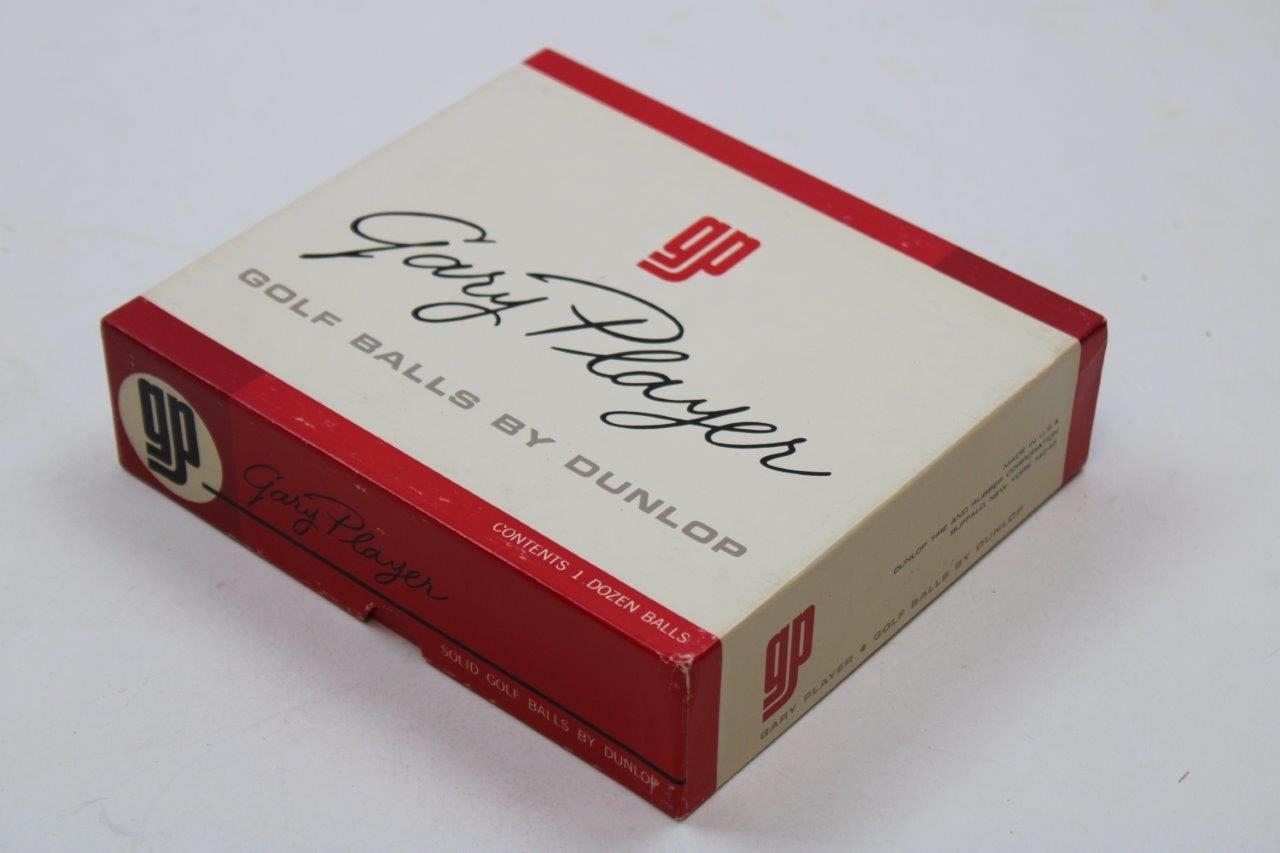 gp
Gary Player
GOLF BALLS BY DUNLOP
CONTENTS 1 DOZEN BALLS
gp
Gary Player
SOLID GOLF BALLS BY DUNLOP
MADE IN U.S.A.
DUNLOP TIRE AND RUBBER CORPORATION
BUFFALO, NEW YORK 14240
gp
GARY PLAYER • GOLF BALLS BY DUNLOP